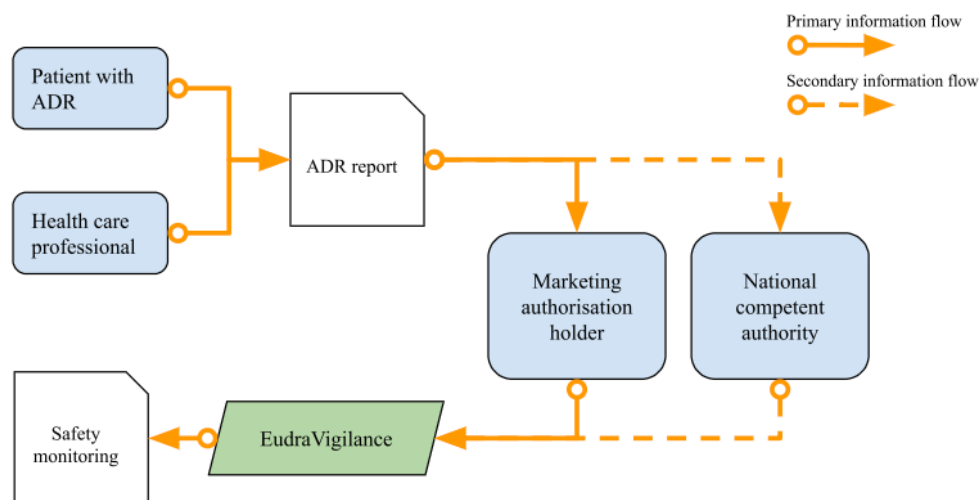 Primary information flow
Secondary information flow
Patient with
ADR
ADR report
Health care
professional
Marketing
authorisation
holder
National
competent
authority
Safety
monitoring
EudraVigilance